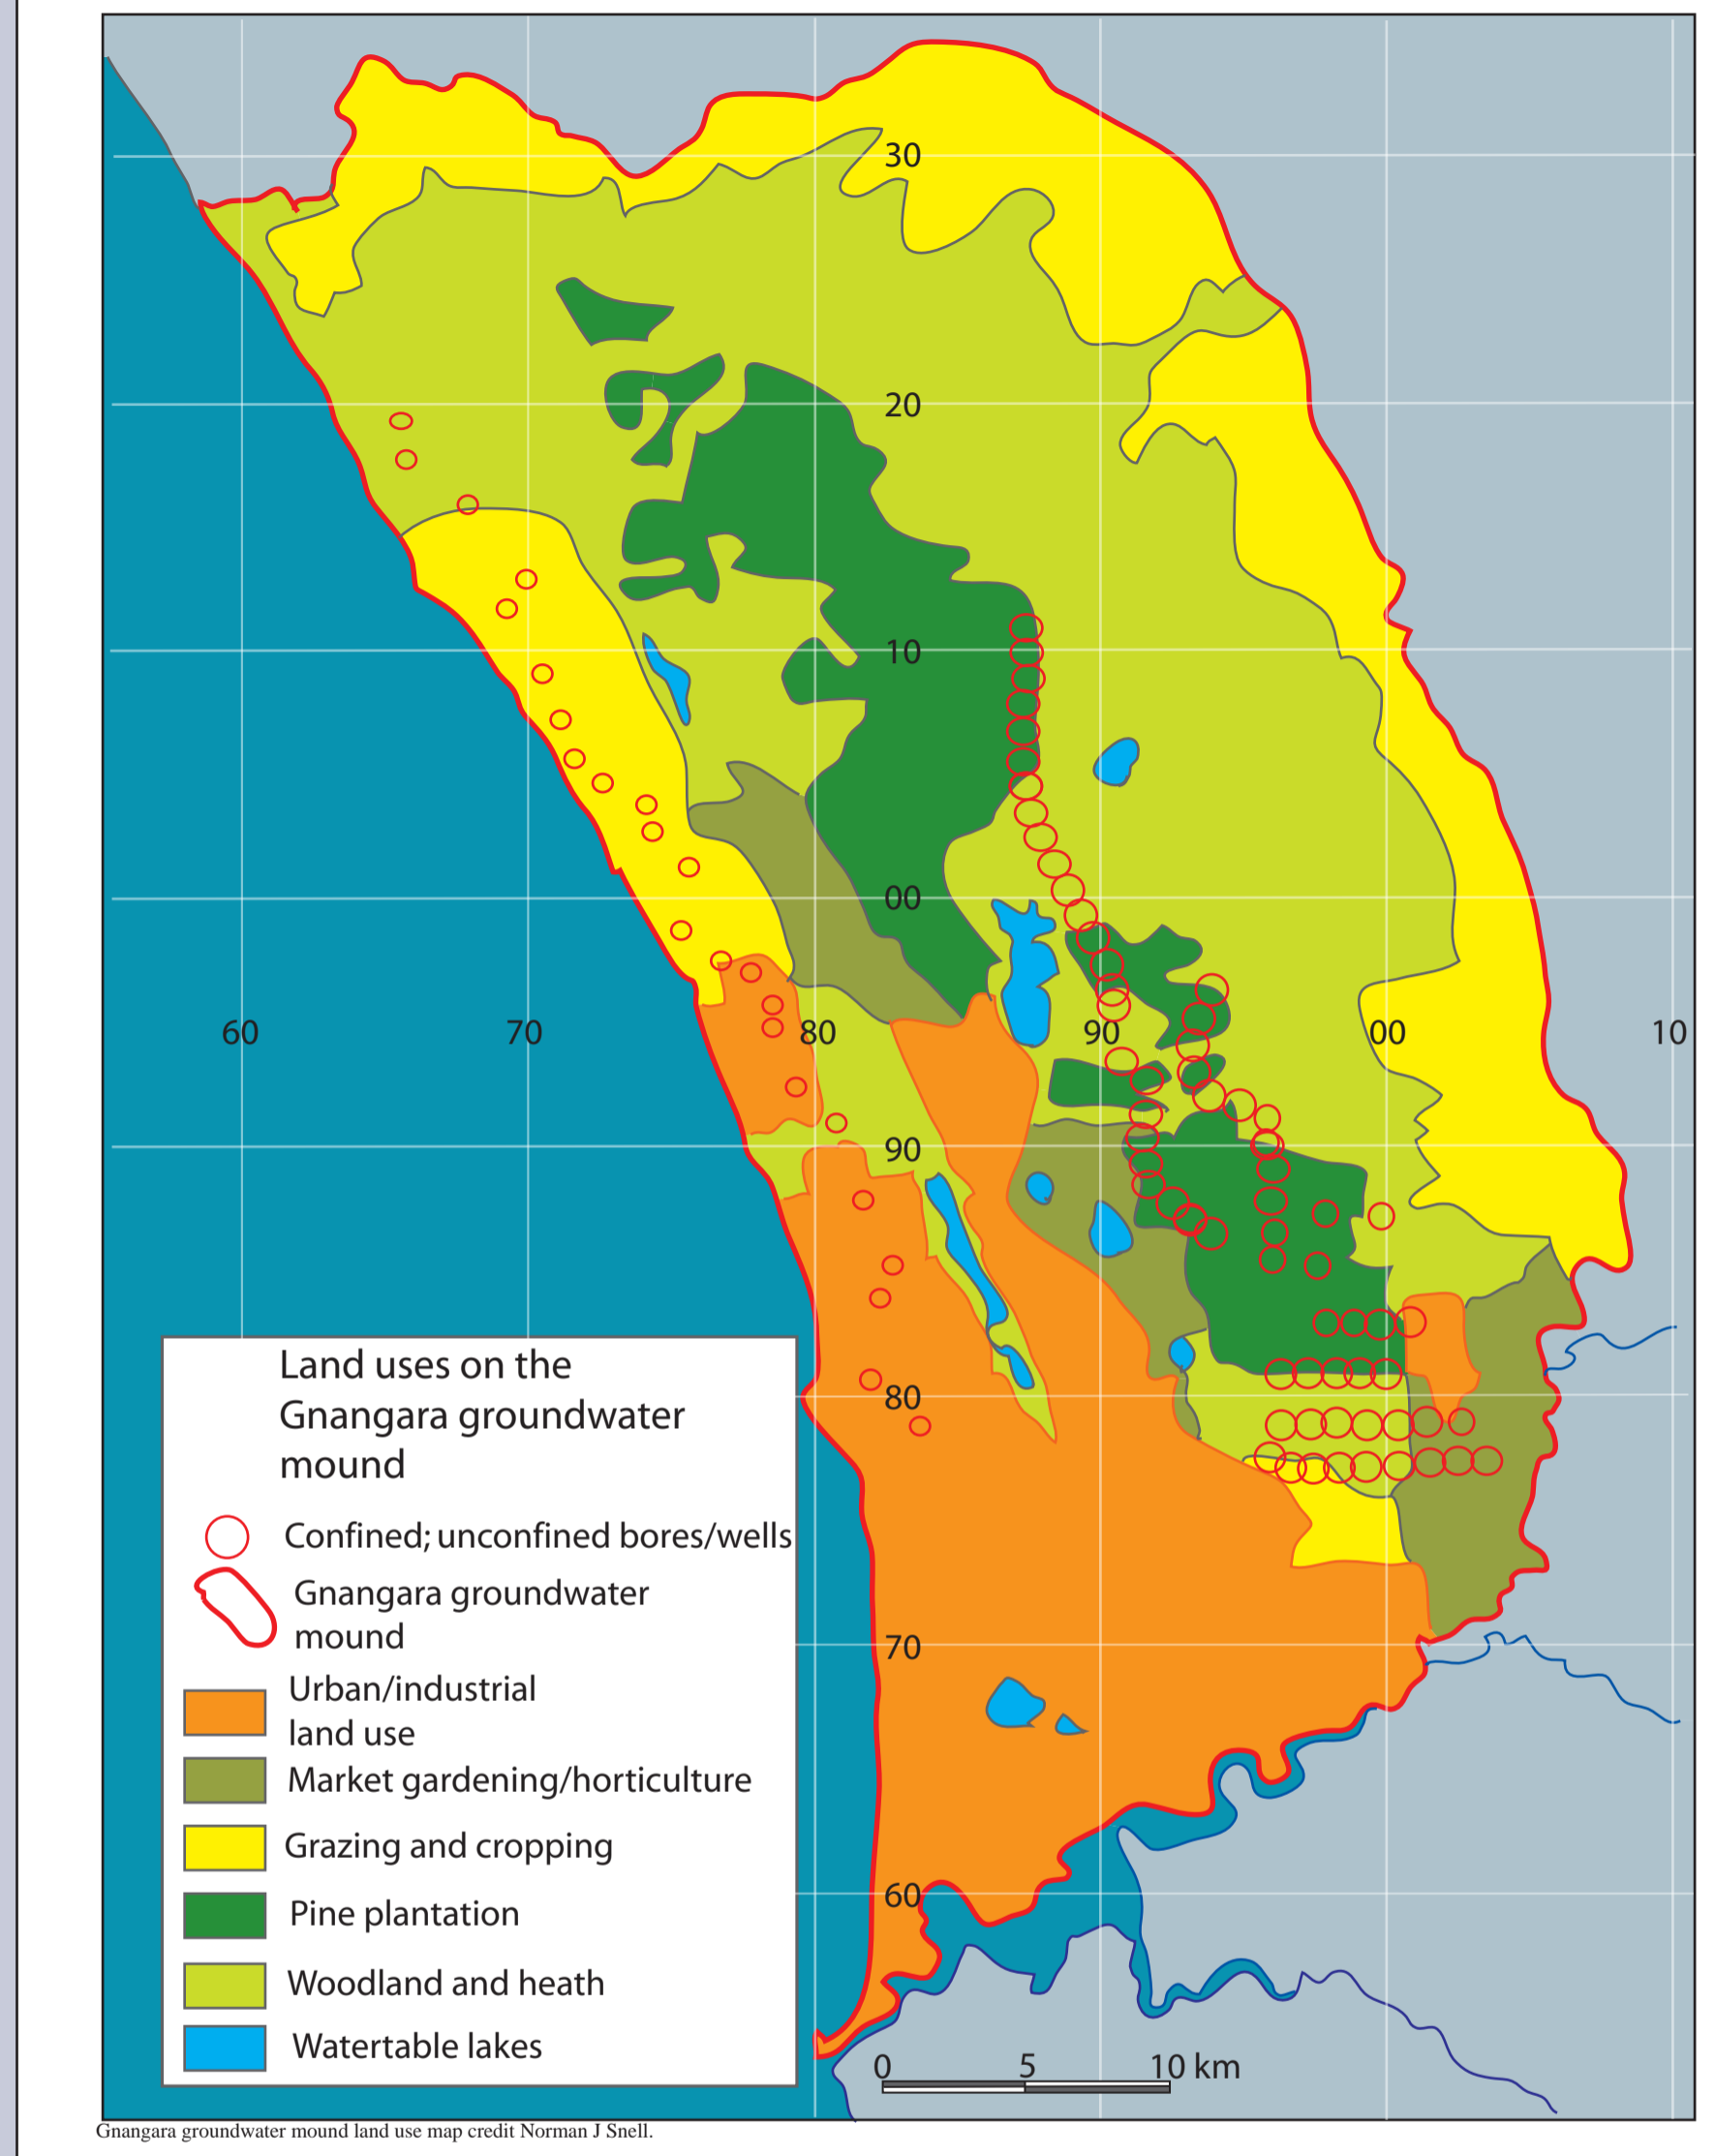 30
20
10
00
60 70 80 90 00 10
90
80
70
60
Land uses on the
Gnangara groundwater
mound
Confined; unconfined bores/wells
Gnangara groundwater
mound
Urban/industrial
land use
Market gardening/horticulture
Grazing and cropping
Pine plantation
Woodland and heath
Watertable lakes
0 5 10 km
Gnangara groundwater mound land use map credit Norman J Snell.